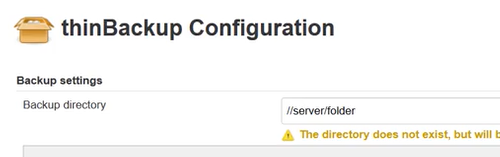 thinBackup Configuration
Backup settings
Backup directory
//server/folder
The directory does not exist, but will